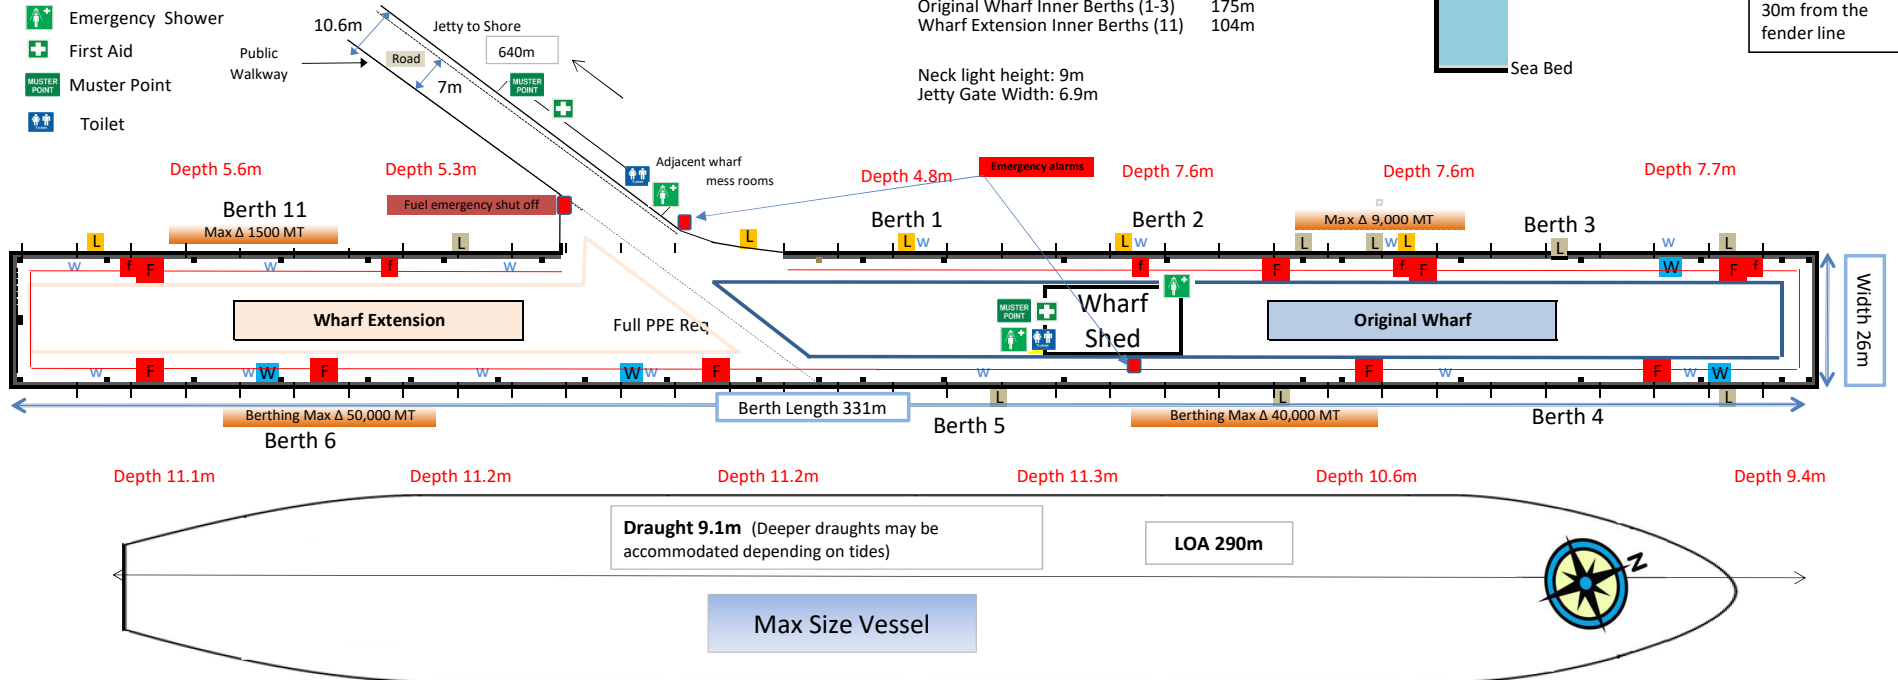 Emergency Shower
First Aid
MUSTER
POINT
Muster Point
Toilet
Toilet
10.6m
Jetty to Shore
640m
Public
Walkway
Road
7m
MUSTER
POINT
Original Wharf Inner Berths (1-3) 175m
Wharf Extension Inner Berths (11) 104m
Neck light height: 9m
Jetty Gate Width: 6.9m
Sea Bed
30m from the
fender line
Adjacent wharf
mess rooms
Emergency alarms
Depth 5.6m
Depth 5.3m
Depth 4.8m
Depth 7.6m
Depth 7.6m
Depth 7.7m
Fuel emergency shut off
Berth 11
Max Δ 1500 MT
Berth 1
Berth 2
Max Δ 9,000 MT
Berth 3
L L L L w L w L L w L L w L
w f F w f w f F f F W F f
Wharf Extension
Full PPE Req
MUSTER
POINT
Toilet
Wharf
Shed
Original Wharf
Width 26m
w F w W F w W w F w F w F w W
L L L
Berthing Max Δ 50,000 MT
Berth Length 331m
Berthing Max Δ 40,000 MT
Berth 6
Berth 5
Berth 4
Depth 11.1m
Depth 11.2m
Depth 11.2m
Depth 11.3m
Depth 10.6m
Depth 9.4m
Draught 9.1m (Deeper draughts may be
accommodated depending on tides)
LOA 290m
N
Max Size Vessel